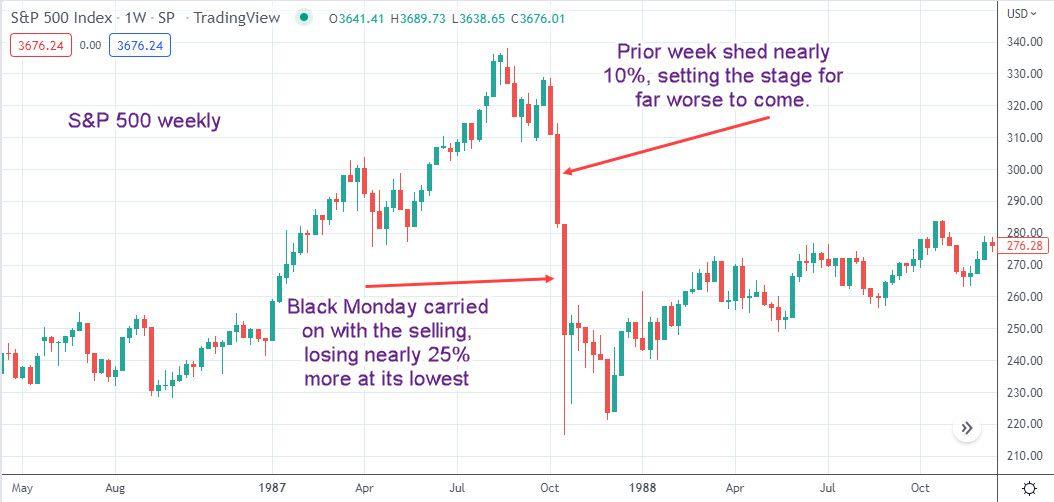 S&P 500 Index · 1W · SP · TradingView O3641.41 H3689.73 L3638.65 C3676.01
USD
3676.24 0.00 3676.24
340.00
Prior week shed nearly
10%, setting the stage for
far worse to come.
330.00
320.00
S&P 500 weekly
310.00
300.00
290.00
280.00
276.28
270.00
260.00
Black Monday carried
on with the selling,
losing nearly 25%
more at its lowest
250.00
240.00
230.00
220.00
210.00
May Aug 1987 Apr Jul Oct 1988 Apr Jul Oct